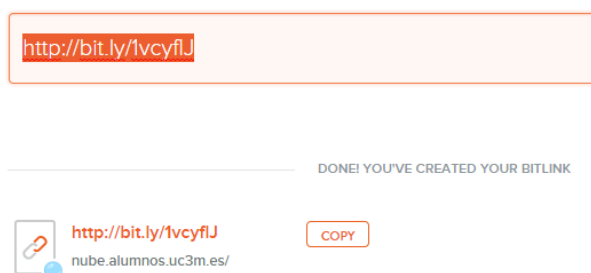 http://bit.ly/1vcyflJ
DONE! YOU'VE CREATED YOUR BITLINK
http://bit.ly/1vcyflJ
COPY
nube.alumnos.uc3m.es/